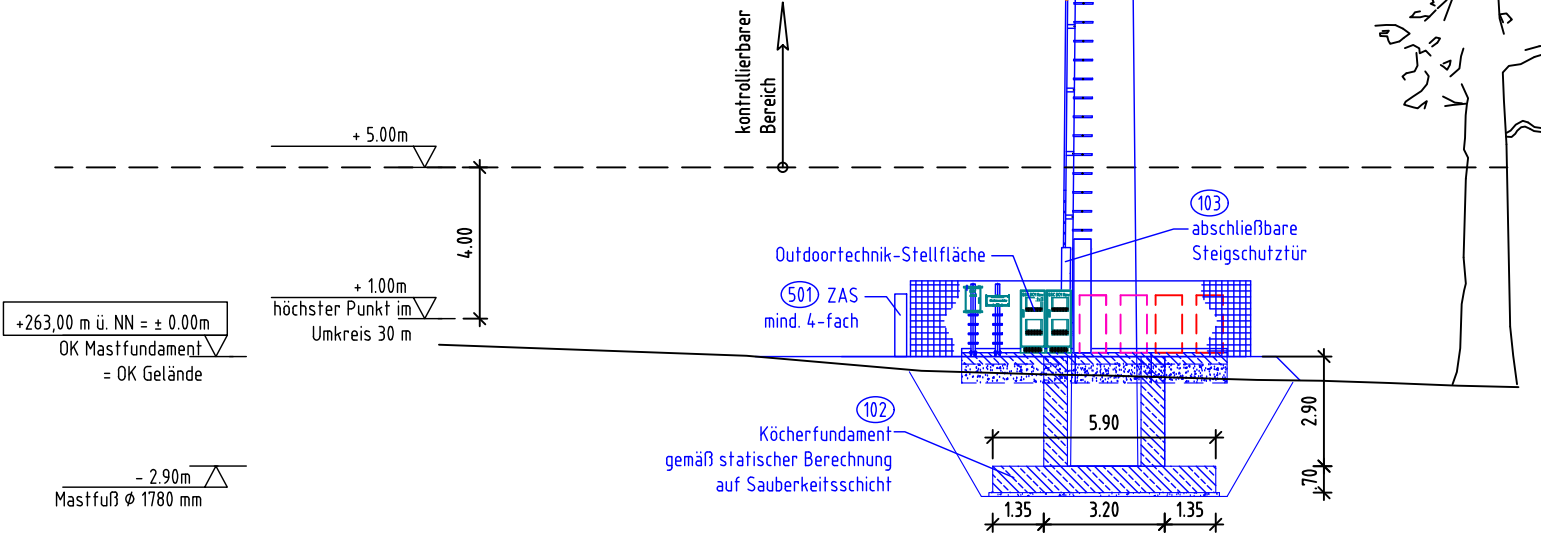 kontrollierbarer
Bereich
+ 5.00m
4.00
+ 1.00m
höchster Punkt im
Umkreis 30 m
+263,00 m ü. NN = ± 0.00m
OK Mastfundament
= OK Gelände
- 2.90m
Mastfuß Ø 1780 mm
103
abschließbare
Steigschutztür
Outdoortechnik-Stellfläche
501 ZAS
mind. 4-fach
102
Köcherfundament
gemäß statischer Berechnung
auf Sauberkeitsschicht
5.90
2.90
.70
1.35 3.20 1.35